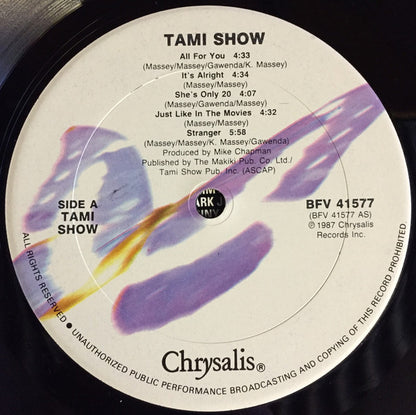 TAMI SHOW
All For You 4:33
(Massey/Massey/Gawenda/K. Massey)
It's Alright 4:34
(Massey/Massey)
She's Only 20 4:07
(Massey/Gawenda/Massey)
Just Like In The Movies 4:32
(Massey/Massey)
Stranger 5:58
(Massey/Massey/K. Massey/Gawenda)
Produced by Mike Chapman
Published by The Makiki Pub. Co. Ltd./
Tami Show Pub. Inc. (ASCAP)
SIDE A
TAMI
SHOW
BFV 41577
(BFV 41577 AS)
℗ 1987 Chrysalis
Records Inc.
Chrysalis®
ALL RIGHTS RESERVED. • UNAUTHORIZED PUBLIC PERFORMANCE BROADCASTING AND COPYING OF THIS RECORD PROHIBITED